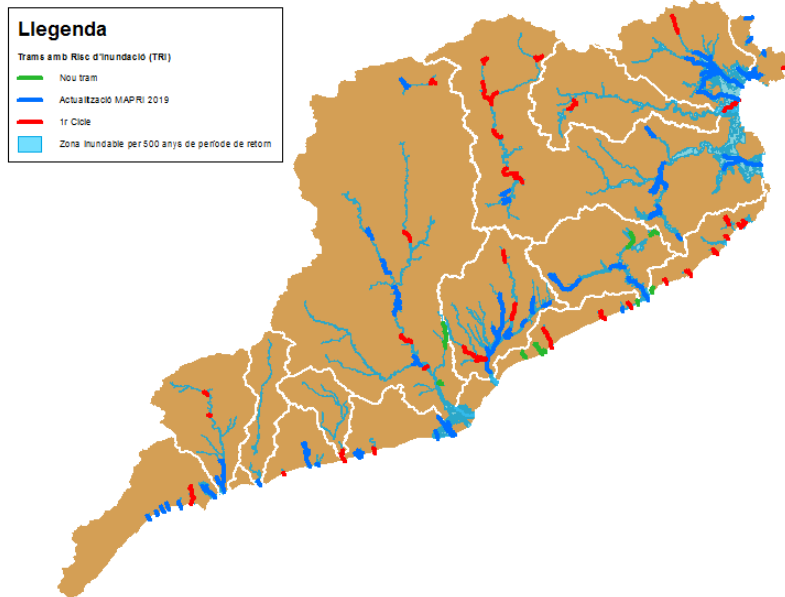 Llegenda
Trams amb Risc d'Inundació (TRI)
Nou tram
Actualització MAPRI 2019
1r Cicle
Zona Inundable per 500 anys de període de retorn